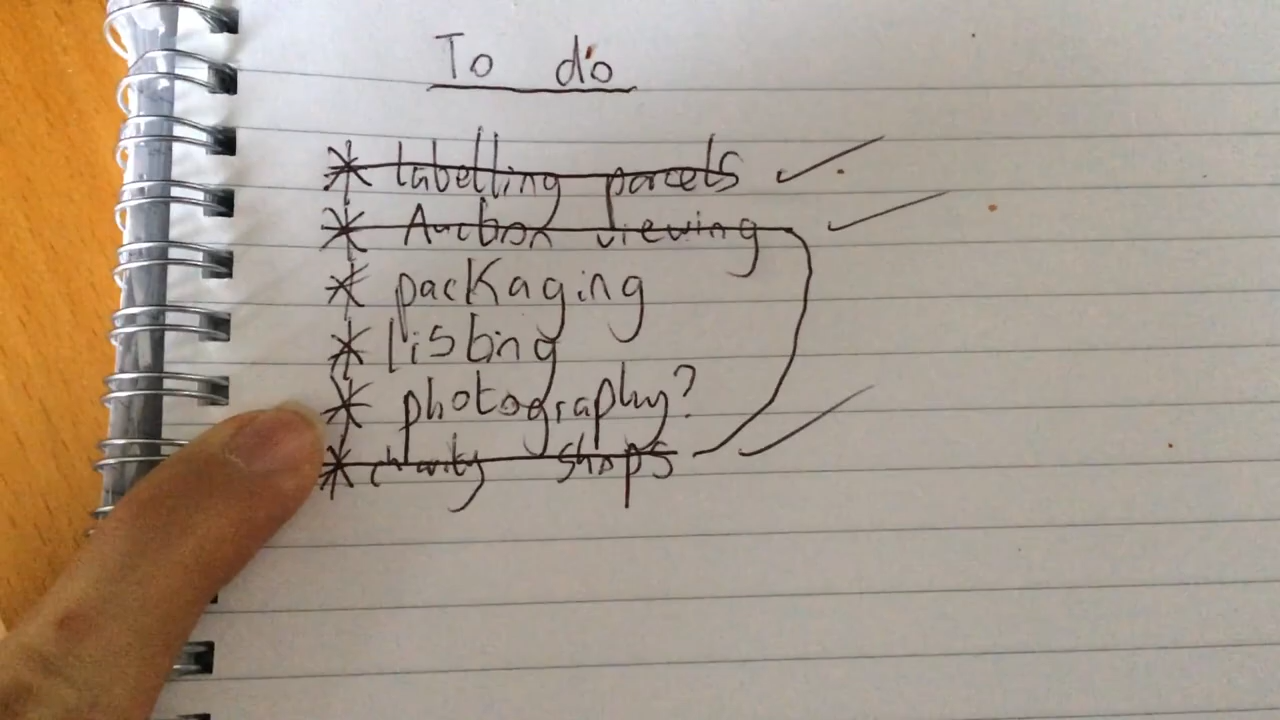 To do
* labelling parcels ✓
* Auction viewing ✓
* packaging
* listing
* photography?
* charity shops ✓